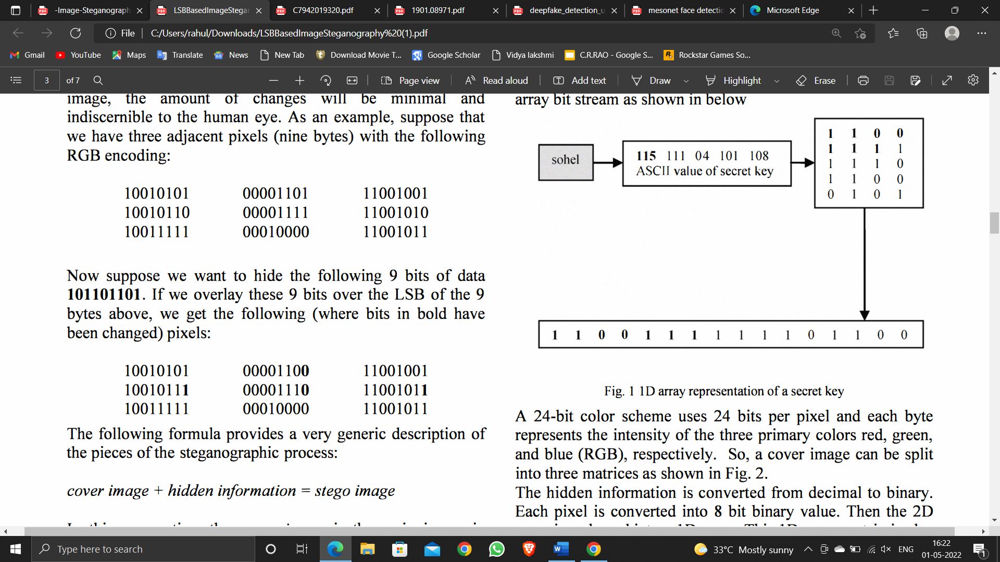 -Image-Steganograph
LSBBasedImageStegar
C7942019320.pdf
1901.08971.pdf
deepfake_detection_u
mesonet face detectio
Microsoft Edge
File
C:/Users/rahul/Downloads/LSBBasedImageSteganography%20(1).pdf
Gmail
YouTube
Maps
Translate
News
New Tab
Download Movie T...
Google Scholar
Vidya lakshmi
C.R.RAO - Google S...
Rockstar Games So...
3 of 7
Page view
Read aloud
Add text
Draw
Highlight
Erase
image, the amount of changes will be minimal and
indiscernible to the human eye. As an example, suppose that
we have three adjacent pixels (nine bytes) with the following
RGB encoding:
10010101 00001101 11001001
10010110 00001111 11001010
10011111 00010000 11001011
Now suppose we want to hide the following 9 bits of data
101101101. If we overlay these 9 bits over the LSB of the 9
bytes above, we get the following (where bits in bold have
been changed) pixels:
10010101 00001100 11001001
10010111 00001110 11001011
10011111 00010000 11001011
The following formula provides a very generic description of
the pieces of the steganographic process:
cover image + hidden information = stego image
array bit stream as shown in below
sohel
115 111 04 101 108
ASCII value of secret key
1 1 0 0
1 1 1 1
1 1 1 0
1 1 0 0
0 1 0 1
1 1 0 0 1 1 1 1 1 1 1 0 1 1 0 0
Fig. 1 1D array representation of a secret key
A 24-bit color scheme uses 24 bits per pixel and each byte
represents the intensity of the three primary colors red, green,
and blue (RGB), respectively. So, a cover image can be split
into three matrices as shown in Fig. 2.
The hidden information is converted from decimal to binary.
Each pixel is converted into 8 bit binary value. Then the 2D
Type here to search
33°C Mostly sunny
ENG
16:22
01-05-2022
1